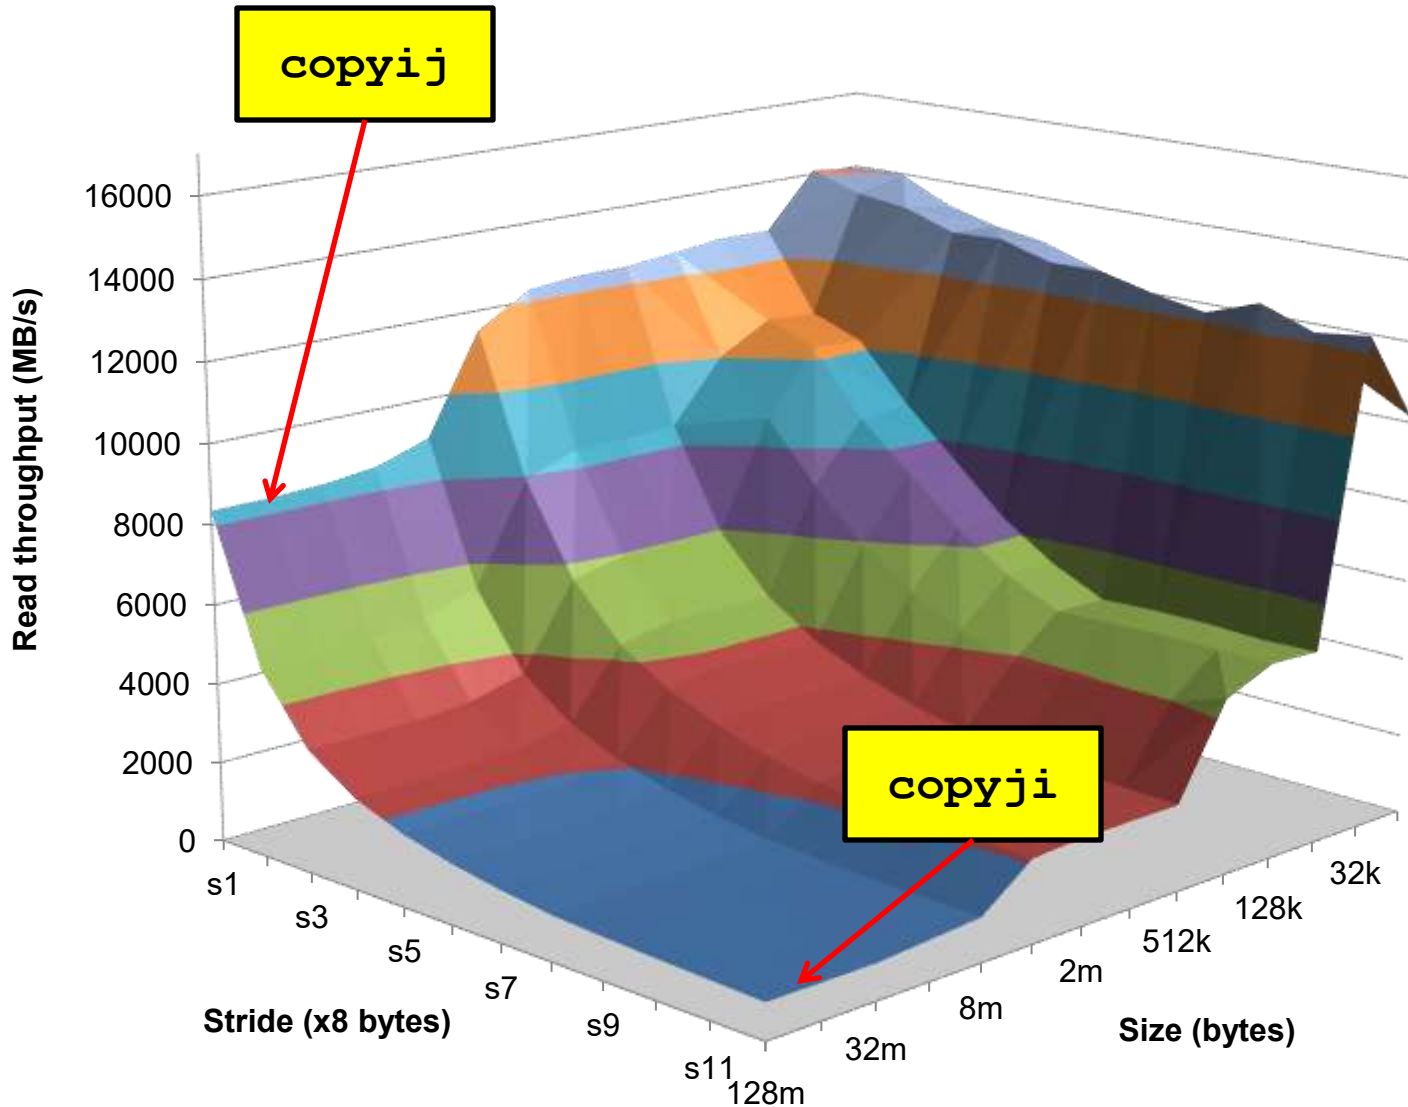 copyij
16000
14000
12000
10000
8000
6000
4000
2000
0
Read throughput (MB/s)
copyji
s1
s3
s5
s7
s9
s11
Stride (x8 bytes)
32k
128k
512k
2m
8m
32m
128m
Size (bytes)